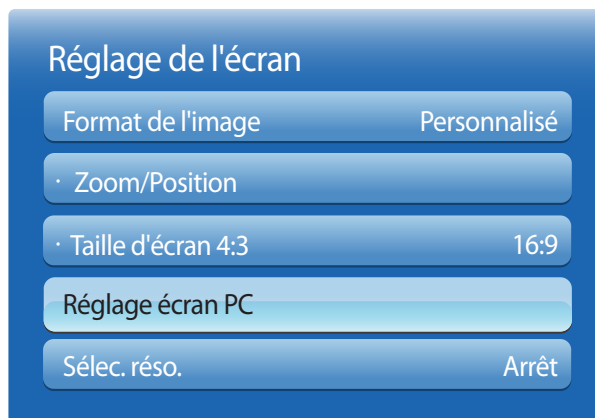 Réglage de l'écran
Format de l'image Personnalisé
· Zoom/Position
· Taille d'écran 4:3 16:9
Réglage écran PC
Sélec. réso. Arrêt